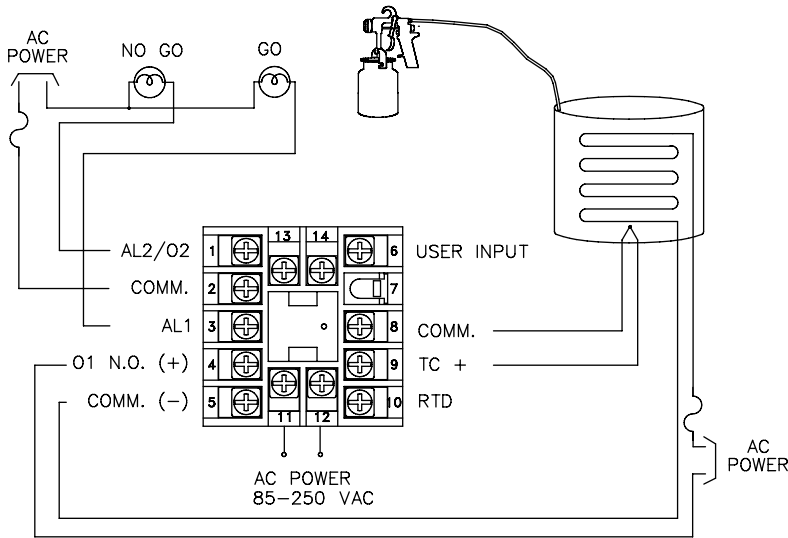 AC
POWER
NO GO
GO
13
14
AL2/O2
1
6
USER INPUT
COMM.
2
7
AL1
3
8
COMM.
O1 N.O. (+)
4
9
TC +
COMM. (−)
5
10
RTD
11
12
AC POWER
85−250 VAC
AC
POWER